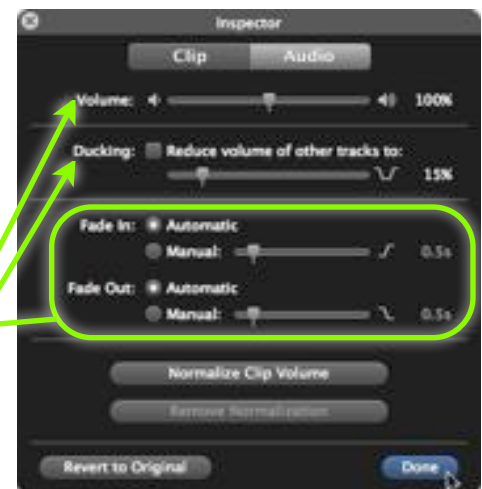 Inspector
Clip Audio
Volume: 100%
Ducking: Reduce volume of other tracks to:
15%
Fade In: Automatic
Manual: 0.5s
Fade Out: Automatic
Manual: 0.5s
Normalize Clip Volume
Remove Normalization
Revert to Original Done